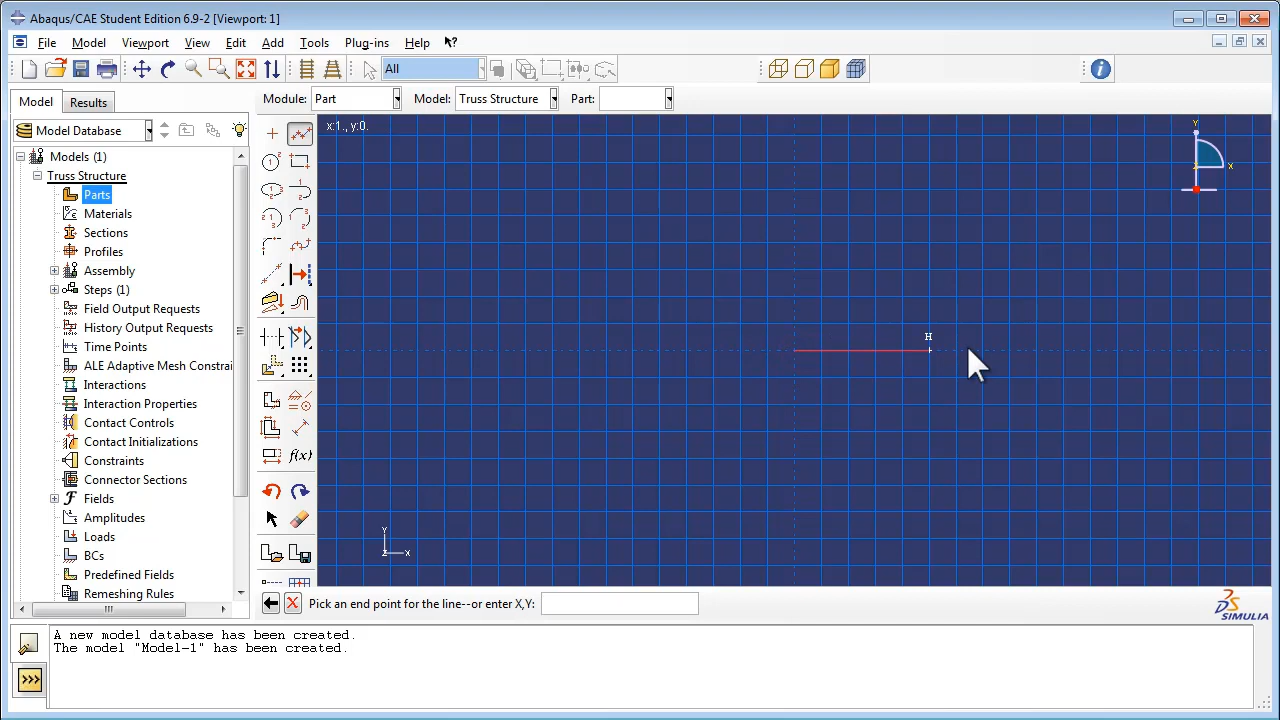 Abaqus/CAE Student Edition 6.9-2 [Viewport: 1]
File Model Viewport View Edit Add Tools Plug-ins Help
All
Model Results
Module: Part Model: Truss Structure Part:
Model Database
x:1., y:0.
Models (1)
Truss Structure
Parts
Materials
Sections
Profiles
Assembly
Steps (1)
Field Output Requests
History Output Requests
Time Points
ALE Adaptive Mesh Constrai
Interactions
Interaction Properties
Contact Controls
Contact Initializations
Constraints
Connector Sections
Fields
Amplitudes
Loads
BCs
Predefined Fields
Remeshing Rules
f(x)
Y
X
H
Y
Z X
Pick an end point for the line--or enter X,Y:
SIMULIA
A new model database has been created.
The model "Model-1" has been created.